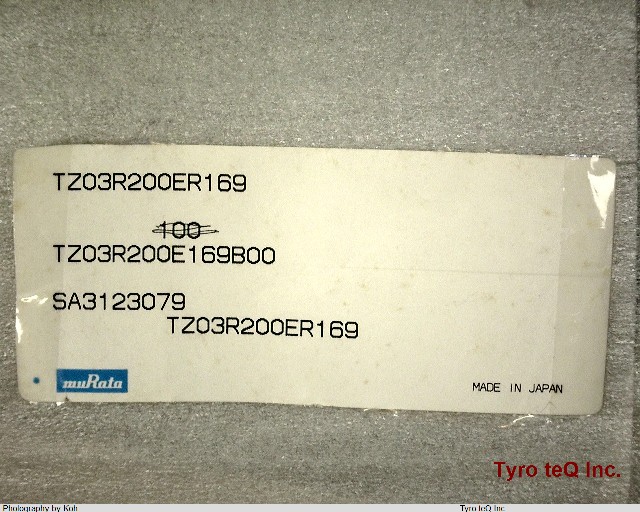 TZ03R200ER169
100
TZ03R200E169B00
SA3123079
TZ03R200ER169
muRata
MADE IN JAPAN
Tyro teQ Inc.
Photography by Koh
Tyro teQ Inc